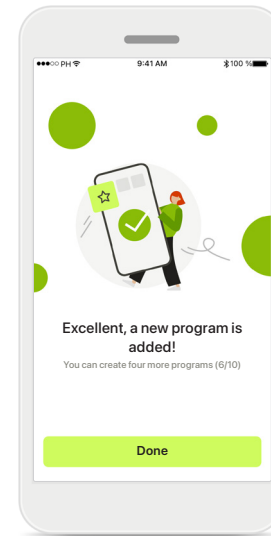 ●●●○○ PH 9:41 AM 100 %
Excellent, a new program is
added!
You can create four more programs (6/10)
Done